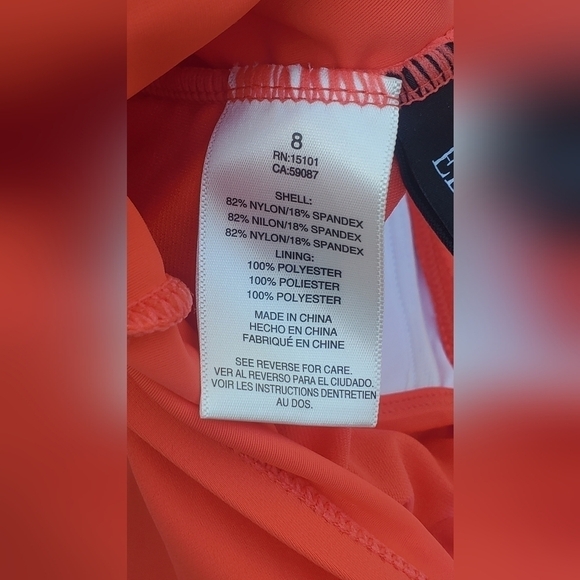 8
RN:15101
CA:59087
SHELL:
82% NYLON/18% SPANDEX
82% NILON/18% SPANDEX
82% NYLON/18% SPANDEX
LINING:
100% POLYESTER
100% POLIESTER
100% POLYESTER
MADE IN CHINA
HECHO EN CHINA
FABRIQUÉ EN CHINE
SEE REVERSE FOR CARE.
VER AL REVERSO PARA EL CIUDADO.
VOIR LES INSTRUCTIONS DENTRETIEN
AU DOS.